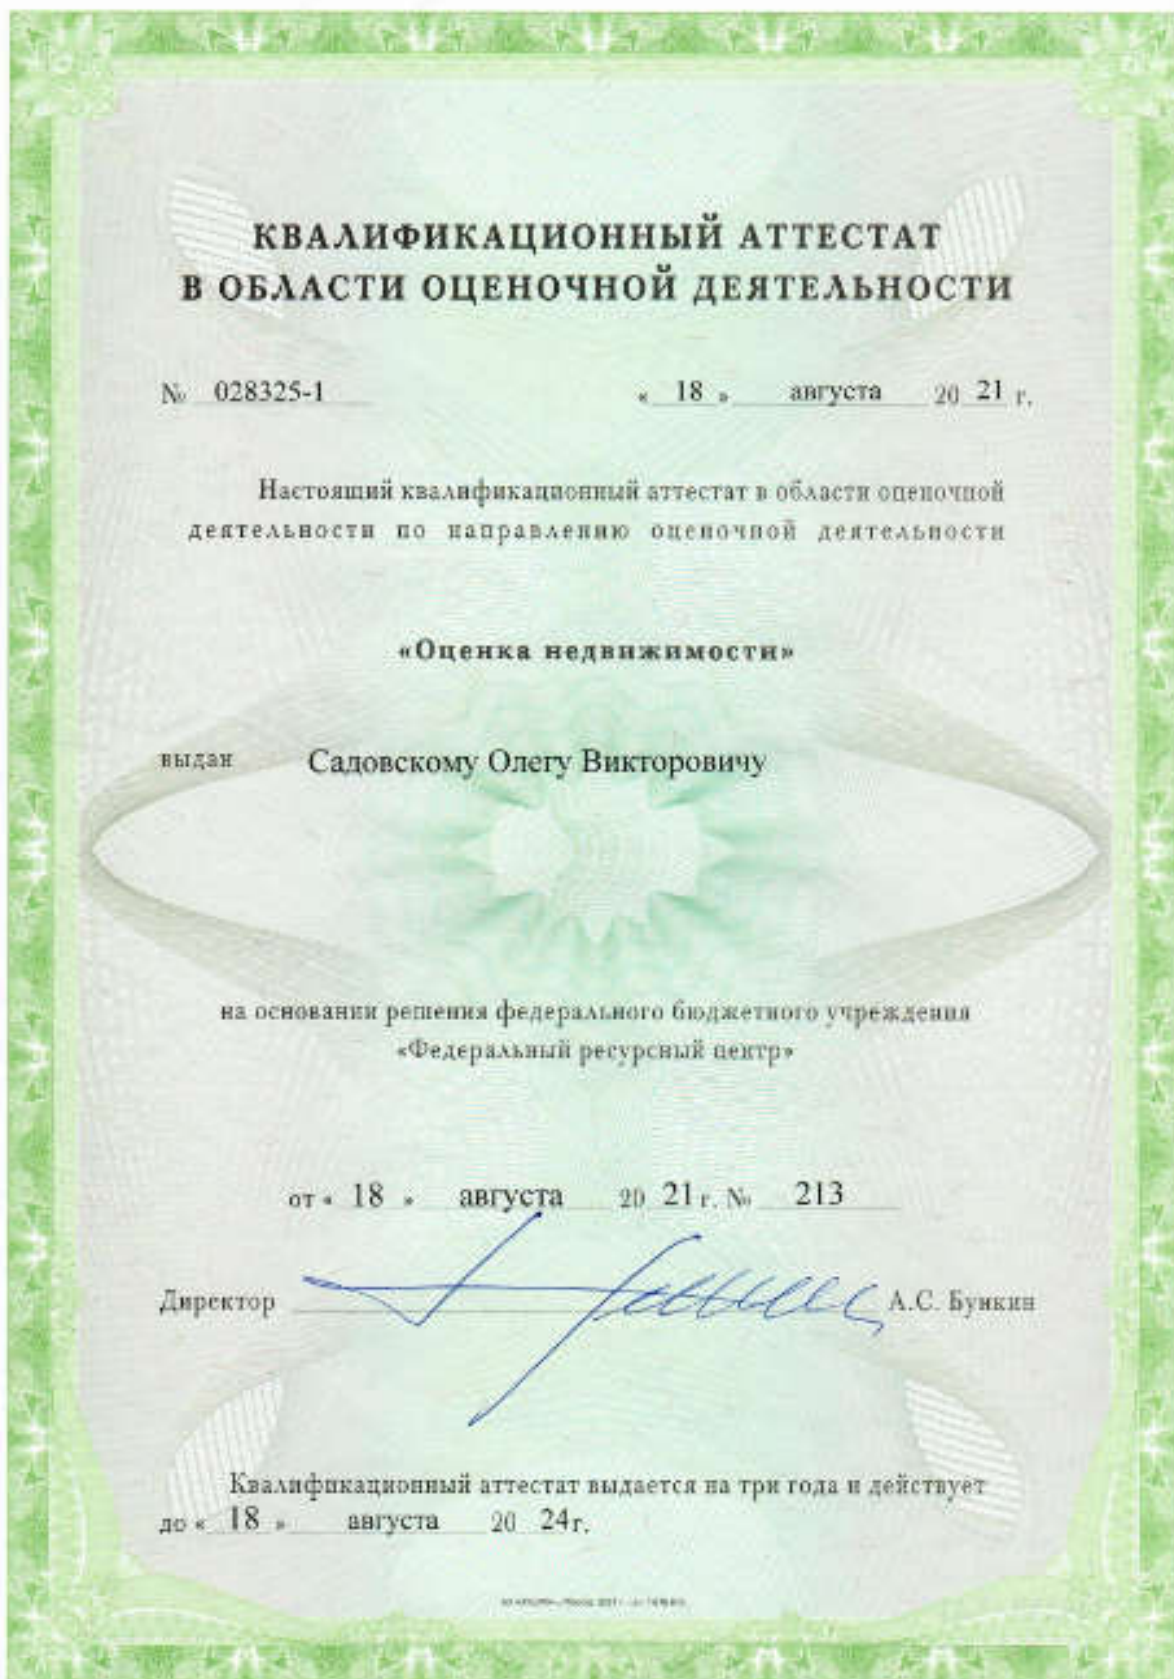 КВАЛИФИКАЦИОННЫЙ АТТЕСТАТ
В ОБЛАСТИ ОЦЕНОЧНОЙ ДЕЯТЕЛЬНОСТИ
№ 028325-1 « 18 » августа 20 21 г.
Настоящий квалификационный аттестат в области оценочной
деятельности по направлению оценочной деятельности
«Оценка недвижимости»
выдан Садовскому Олегу Викторовичу
на основании решения федерального бюджетного учреждения
«Федеральный ресурсный центр»
от « 18 » августа 20 21 г. № 213
Директор А.С. Бункин
Квалификационный аттестат выдается на три года и действует
до « 18 » августа 20 24 г.